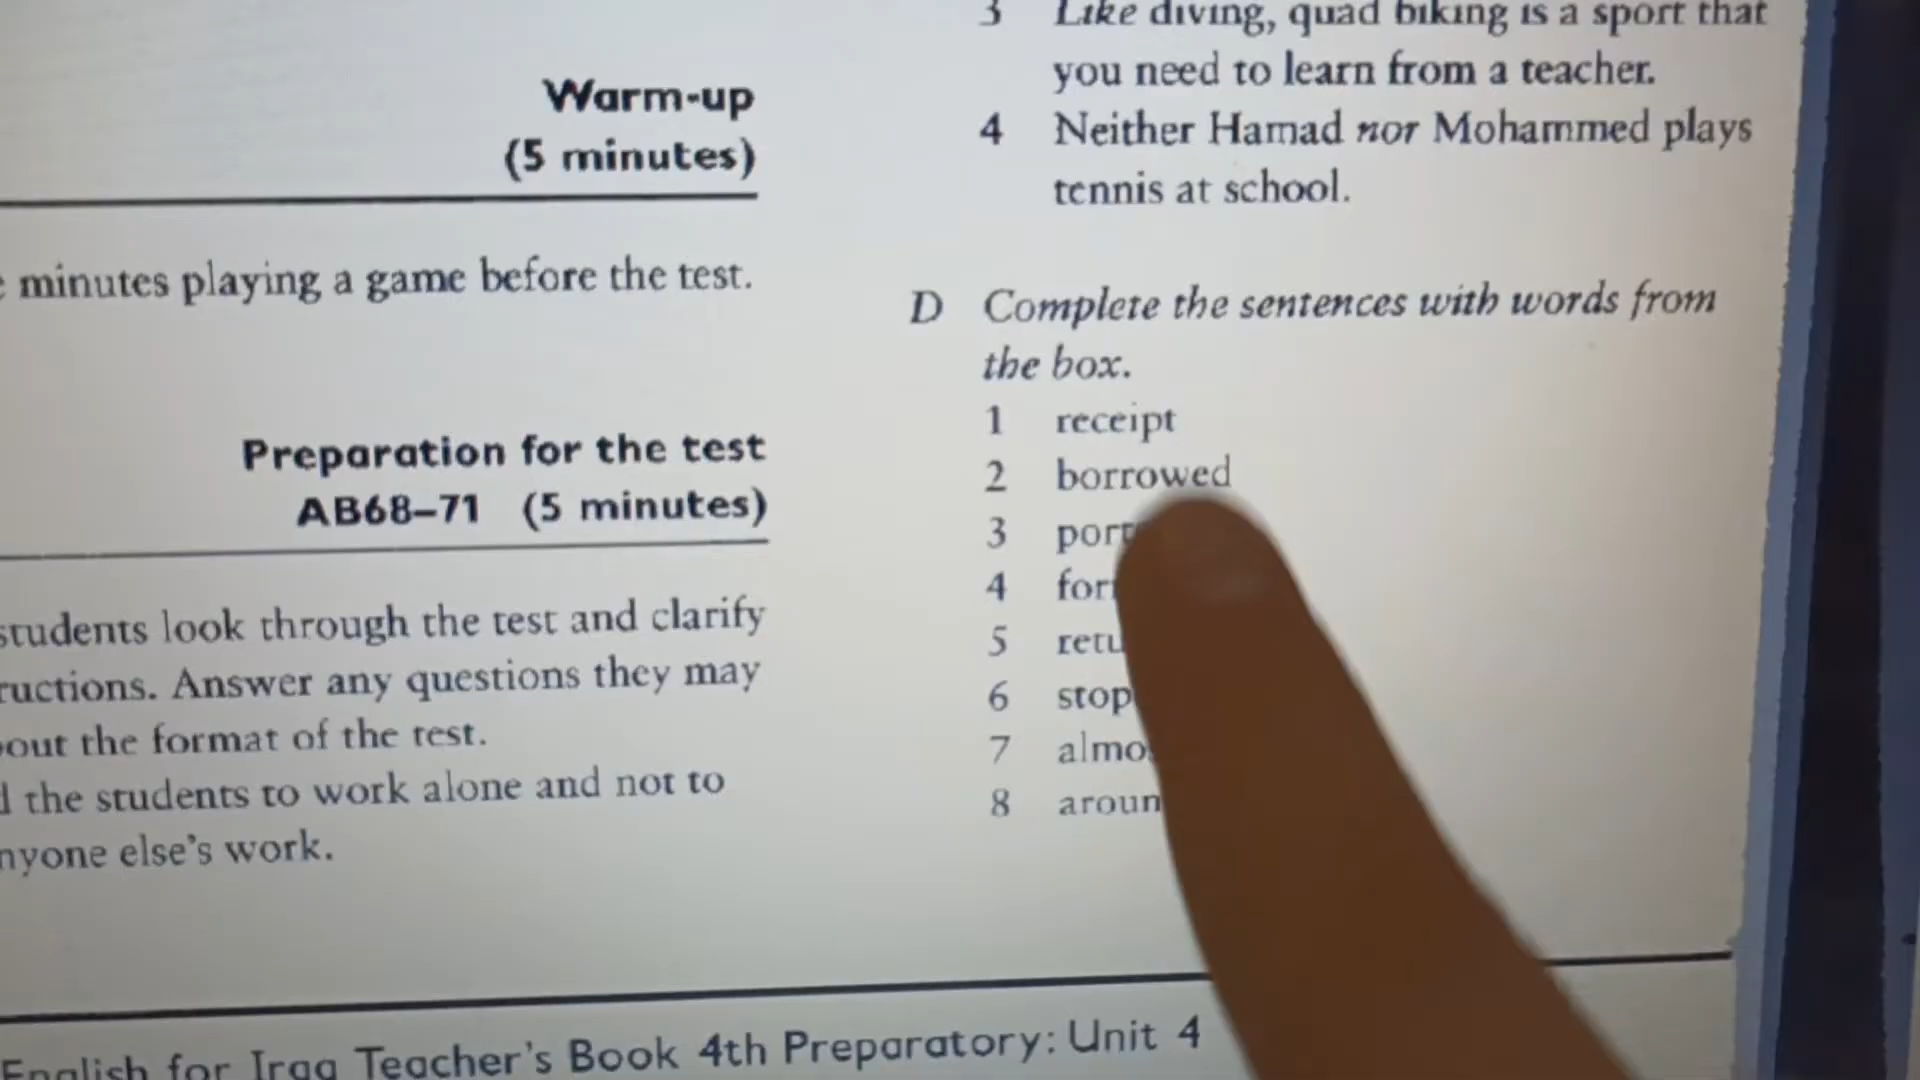 Warm-up
(5 minutes)
minutes playing a game before the test.
Preparation for the test
AB68–71 (5 minutes)
students look through the test and clarify
. Answer any questions they may
the format of the test.
the students to work alone and not to
else's work.
3 Like diving, quad biking is a sport that
you need to learn from a teacher.
4 Neither Hamad nor Mohammed plays
tennis at school.
D Complete the sentences with words from
the box.
1 receipt
2 borrowed
3
4
5
6
7
8
English for Iraq Teacher's Book 4th Preparatory: Unit 4